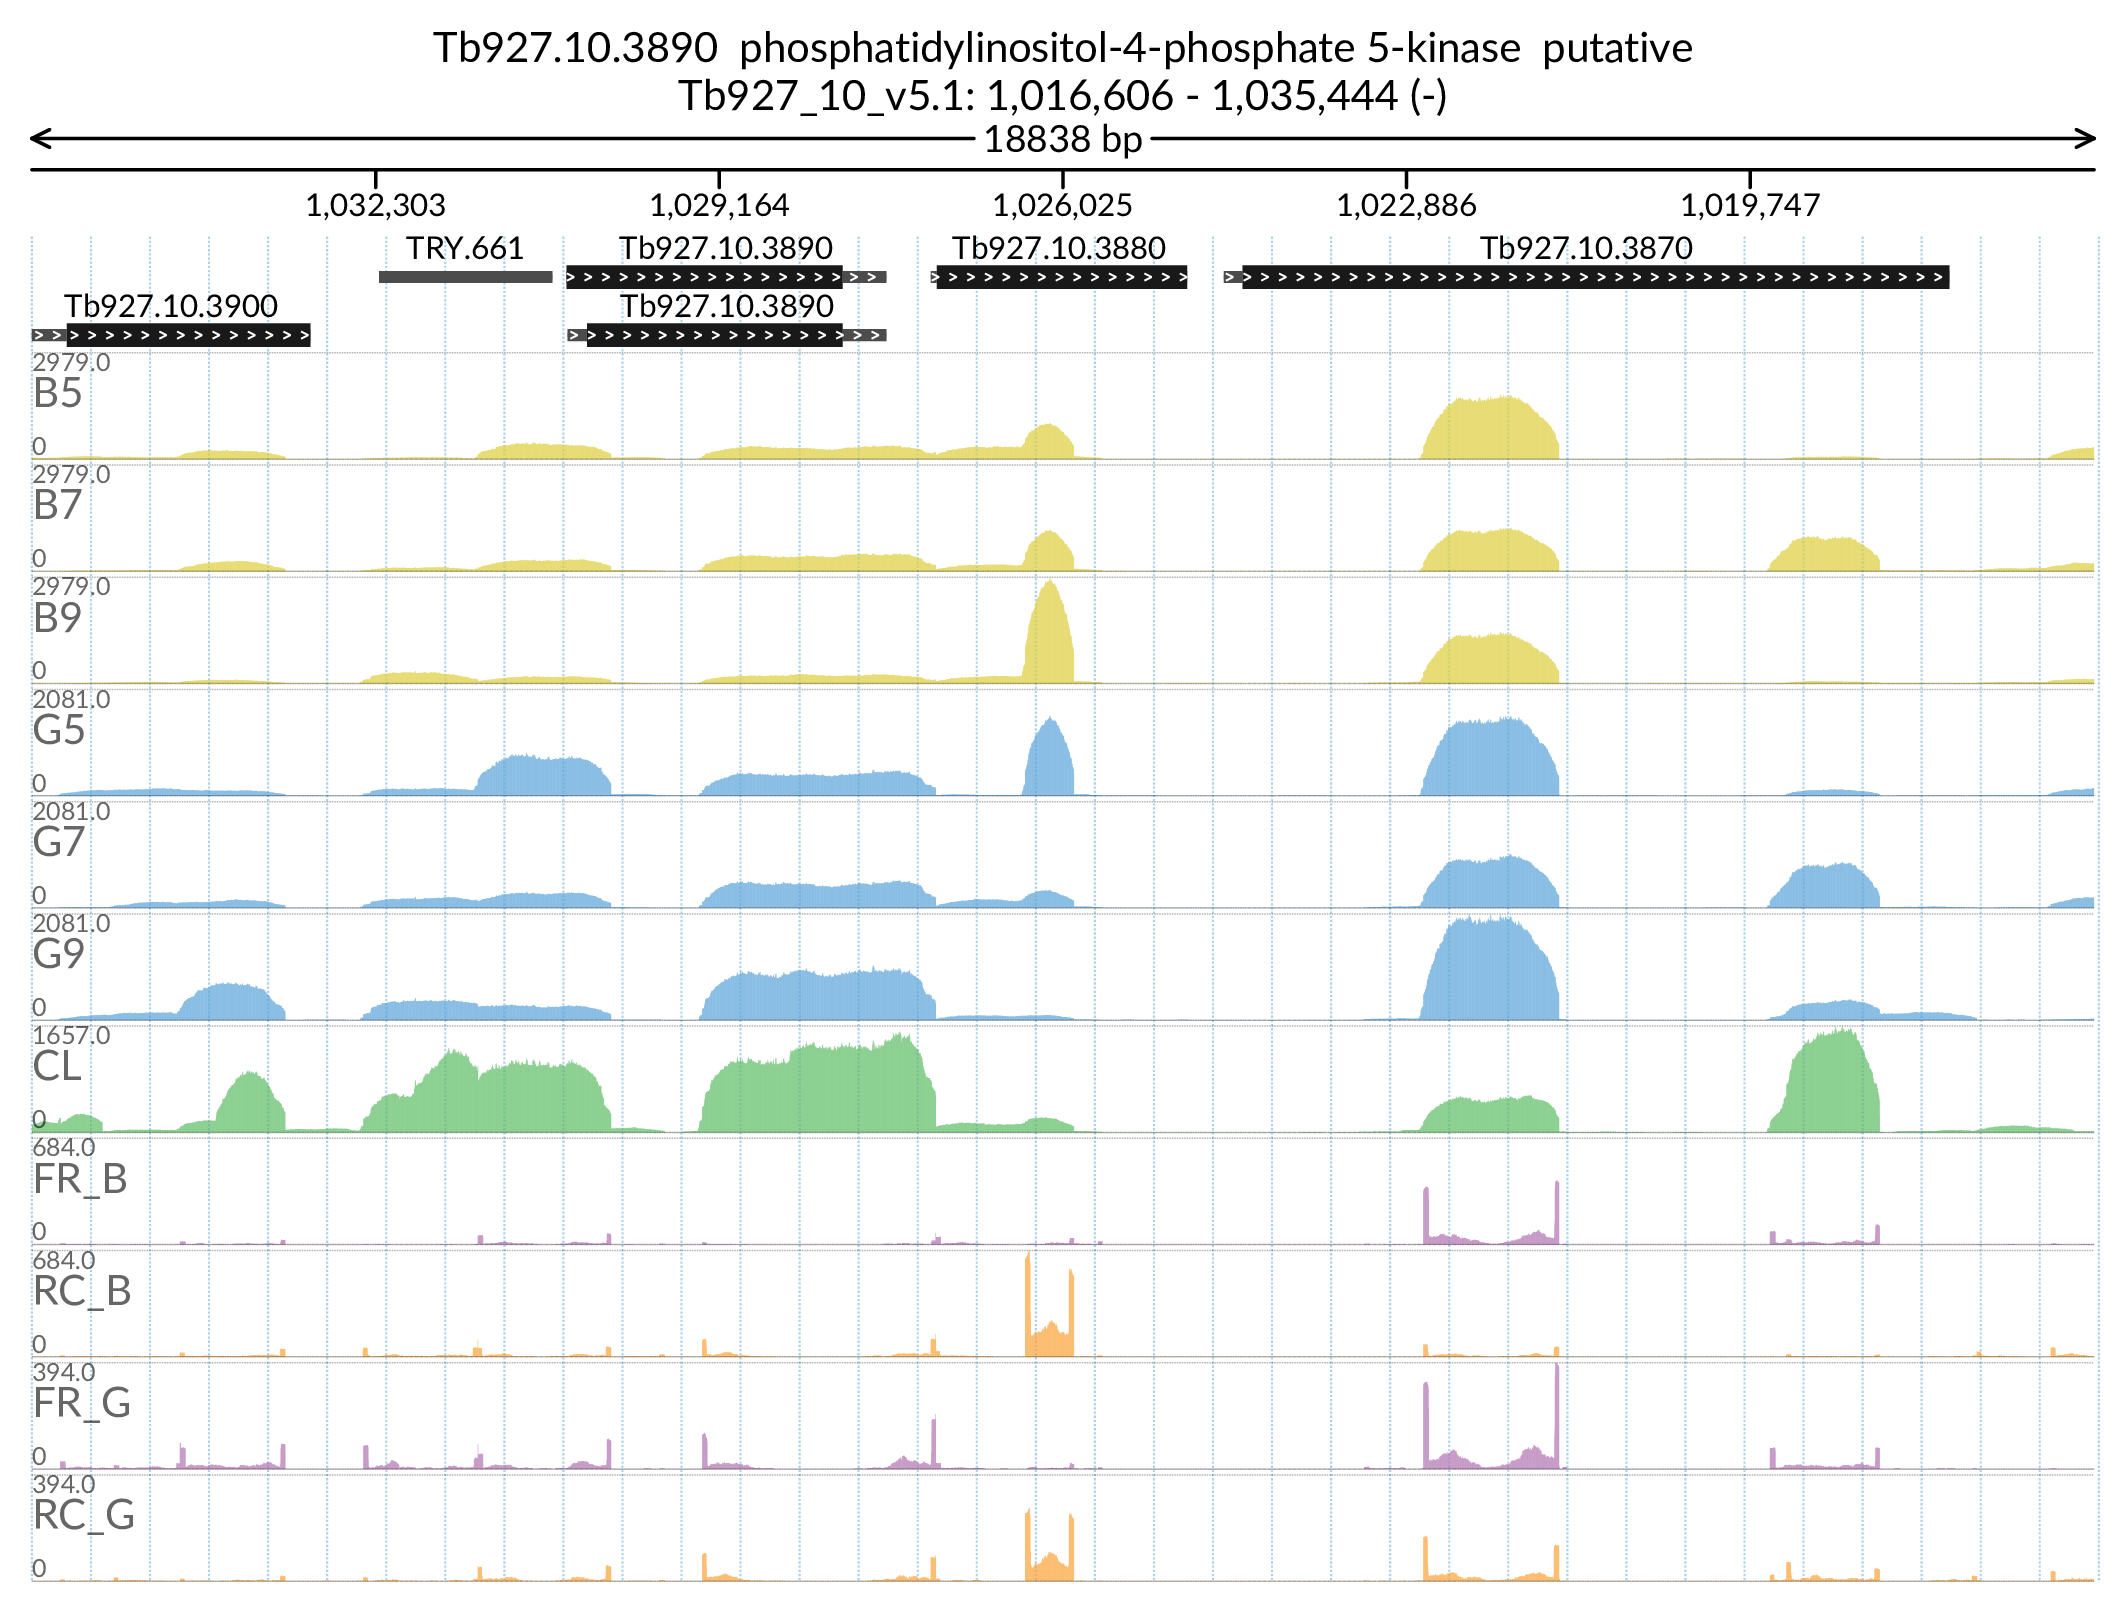 Tb927.10.3890  phosphatidylinositol-4-phosphate 5-kinase  putative
Tb927_10_v5.1: 1,016,606 - 1,035,444 (-)
18838 bp
1,032,303 1,029,164 1,026,025 1,022,886 1,019,747
TRY.661 Tb927.10.3890 Tb927.10.3880 Tb927.10.3870
Tb927.10.3900 Tb927.10.3890
2979.0
B5
0
2979.0
B7
0
2979.0
B9
0
2081.0
G5
0
2081.0
G7
0
2081.0
G9
0
1657.0
CL
0
684.0
FR_B
0
684.0
RC_B
0
394.0
FR_G
0
394.0
RC_G
0